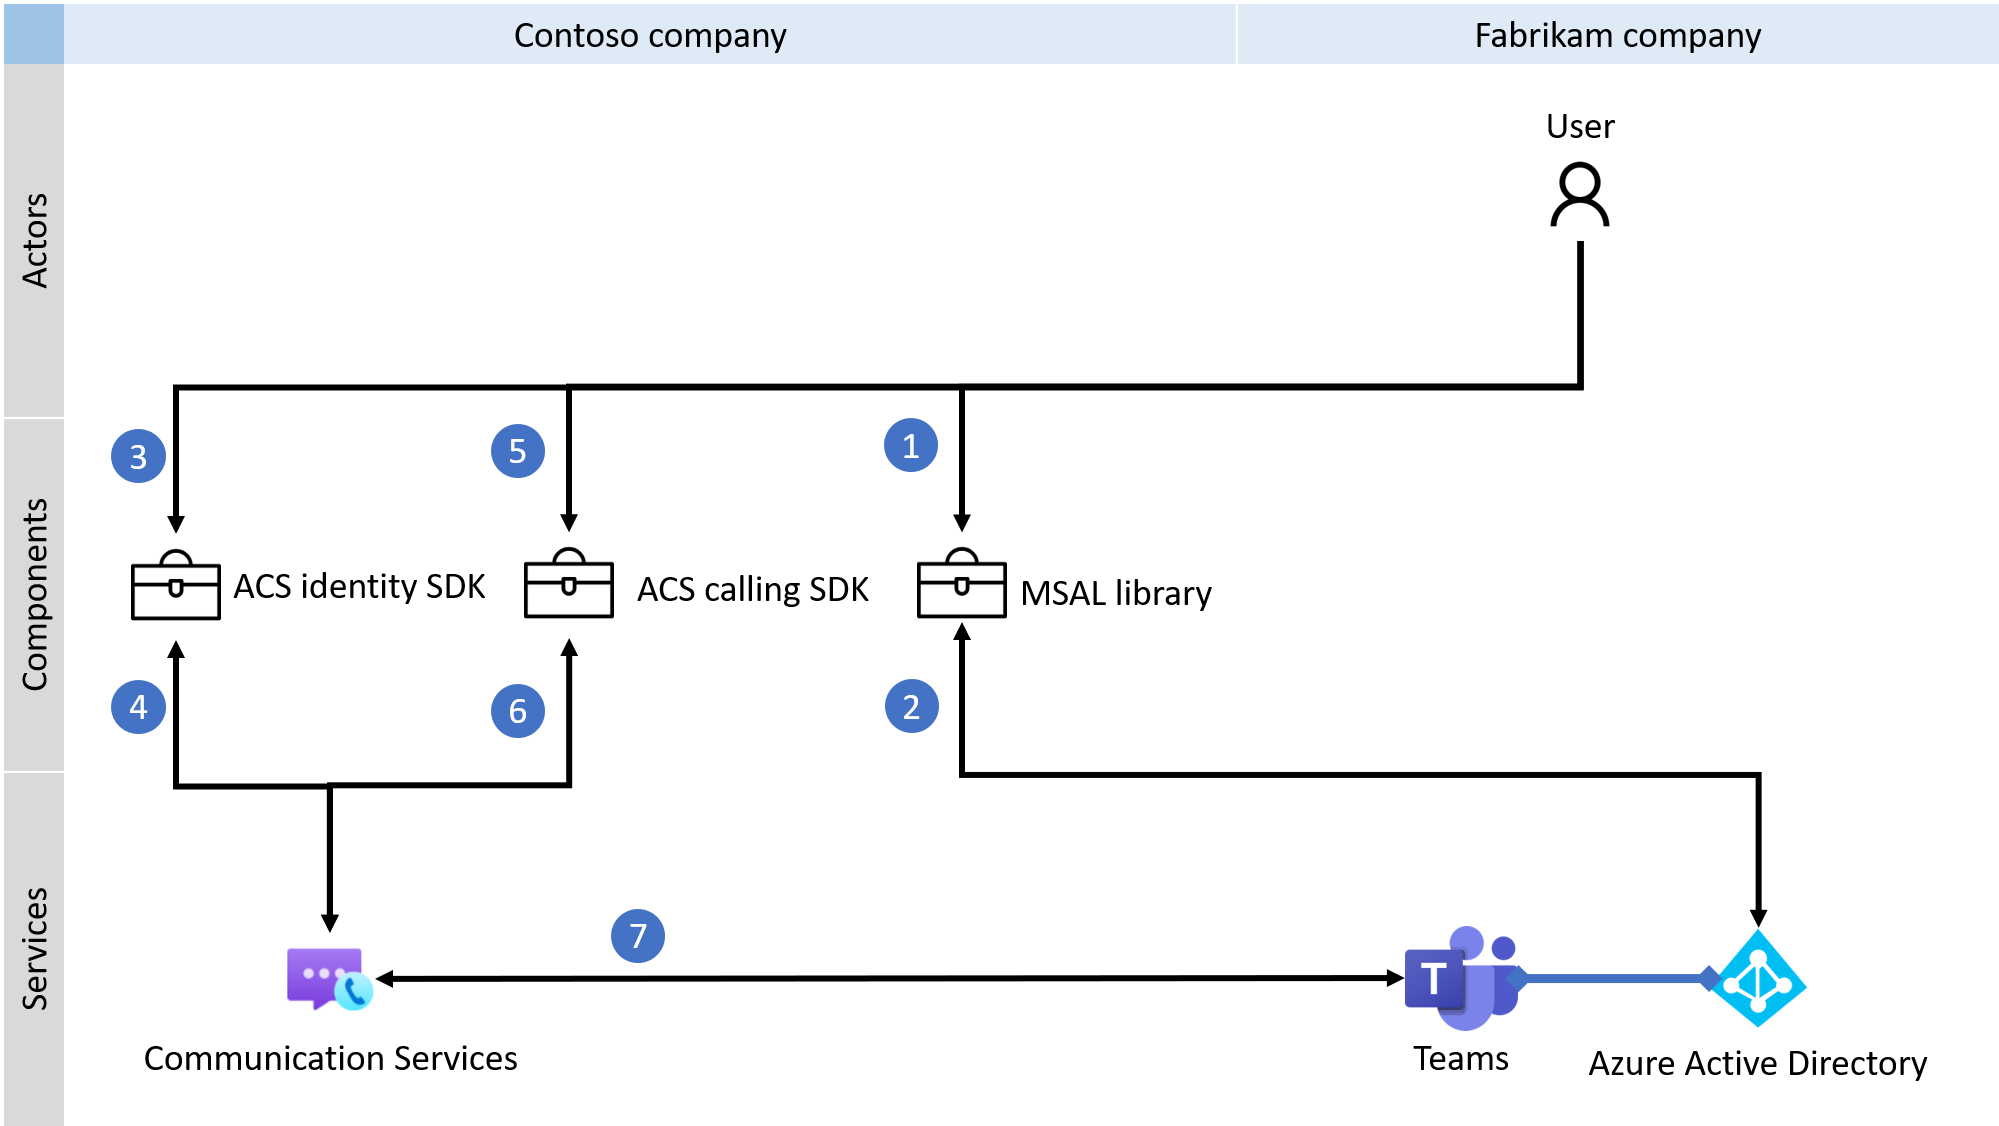 Contoso company
Fabrikam company
Actors
User
3
5
1
Components
ACS identity SDK
ACS calling SDK
MSAL library
4
6
2
Services
7
T
Communication Services
Teams
Azure Active Directory